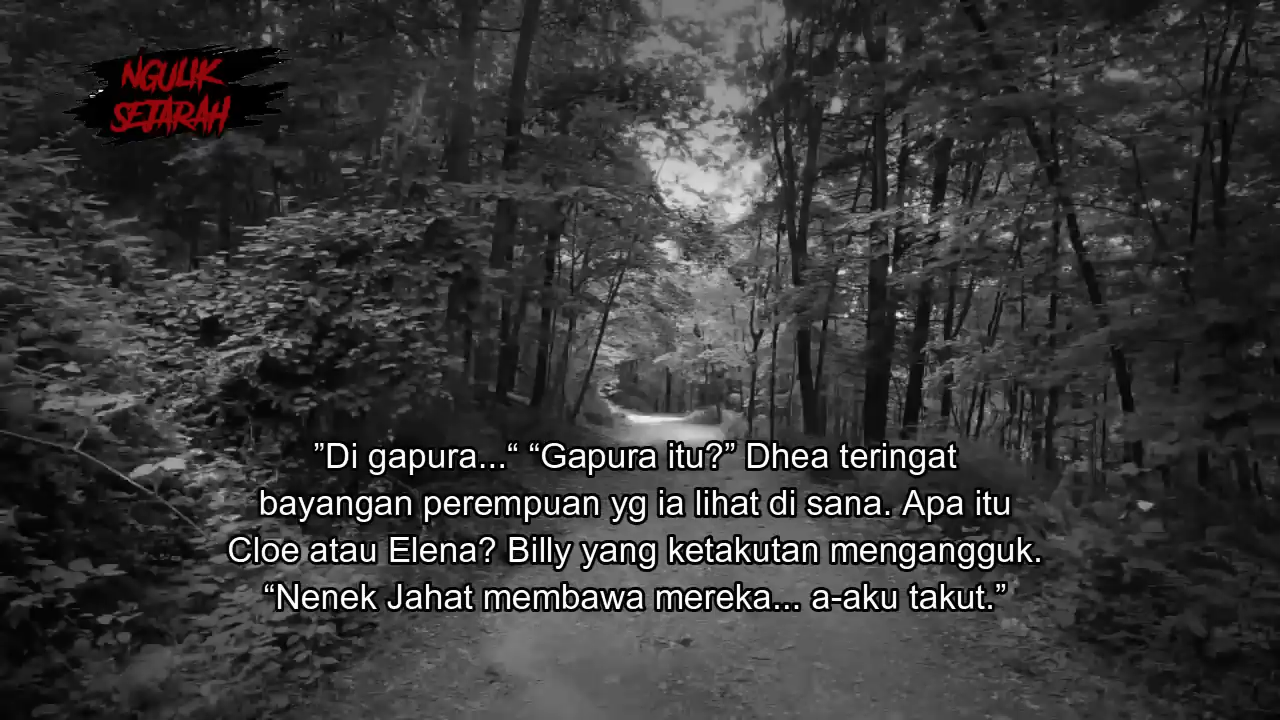 NGULIK
SEJARAH
”Di gapura...“ “Gapura itu?” Dhea teringat
bayangan perempuan yg ia lihat di sana. Apa itu
Cloe atau Elena? Billy yang ketakutan mengangguk.
“Nenek Jahat membawa mereka... a-aku takut.”